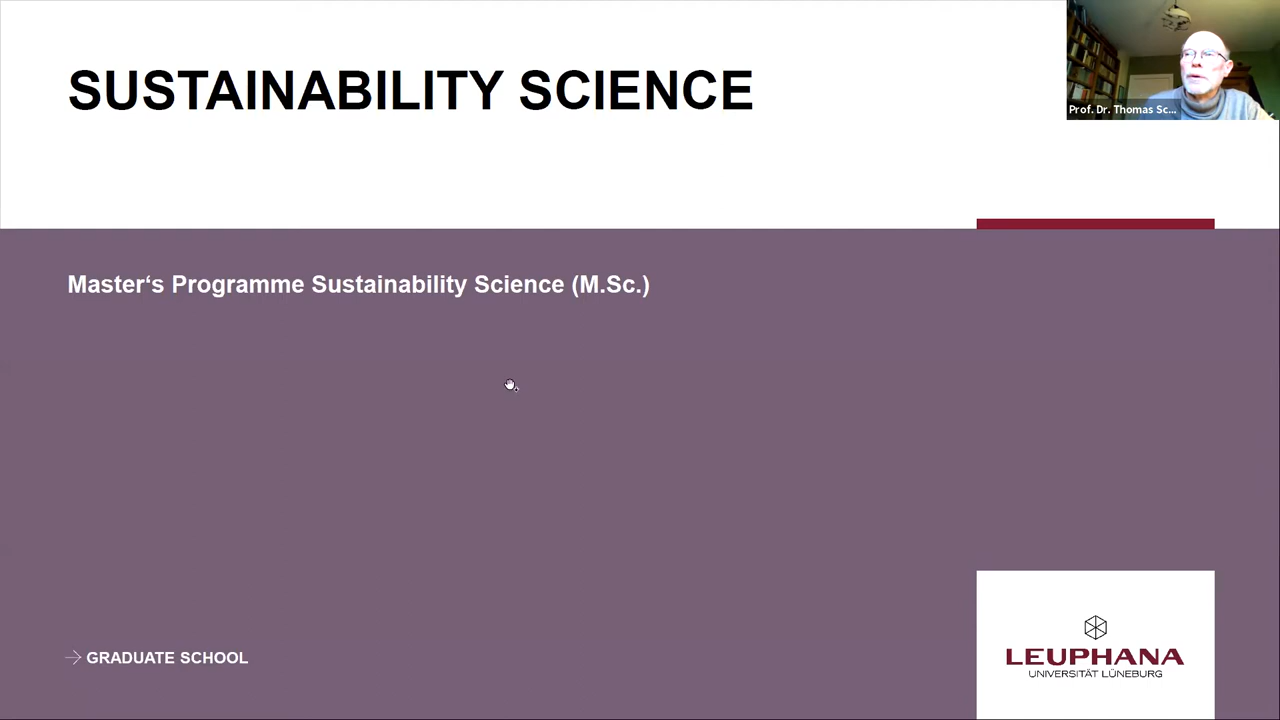 SUSTAINABILITY SCIENCE
Prof. Dr. Thomas Sc...
Master‘s Programme Sustainability Science (M.Sc.)
GRADUATE SCHOOL
LEUPHANA
UNIVERSITÄT LÜNEBURG